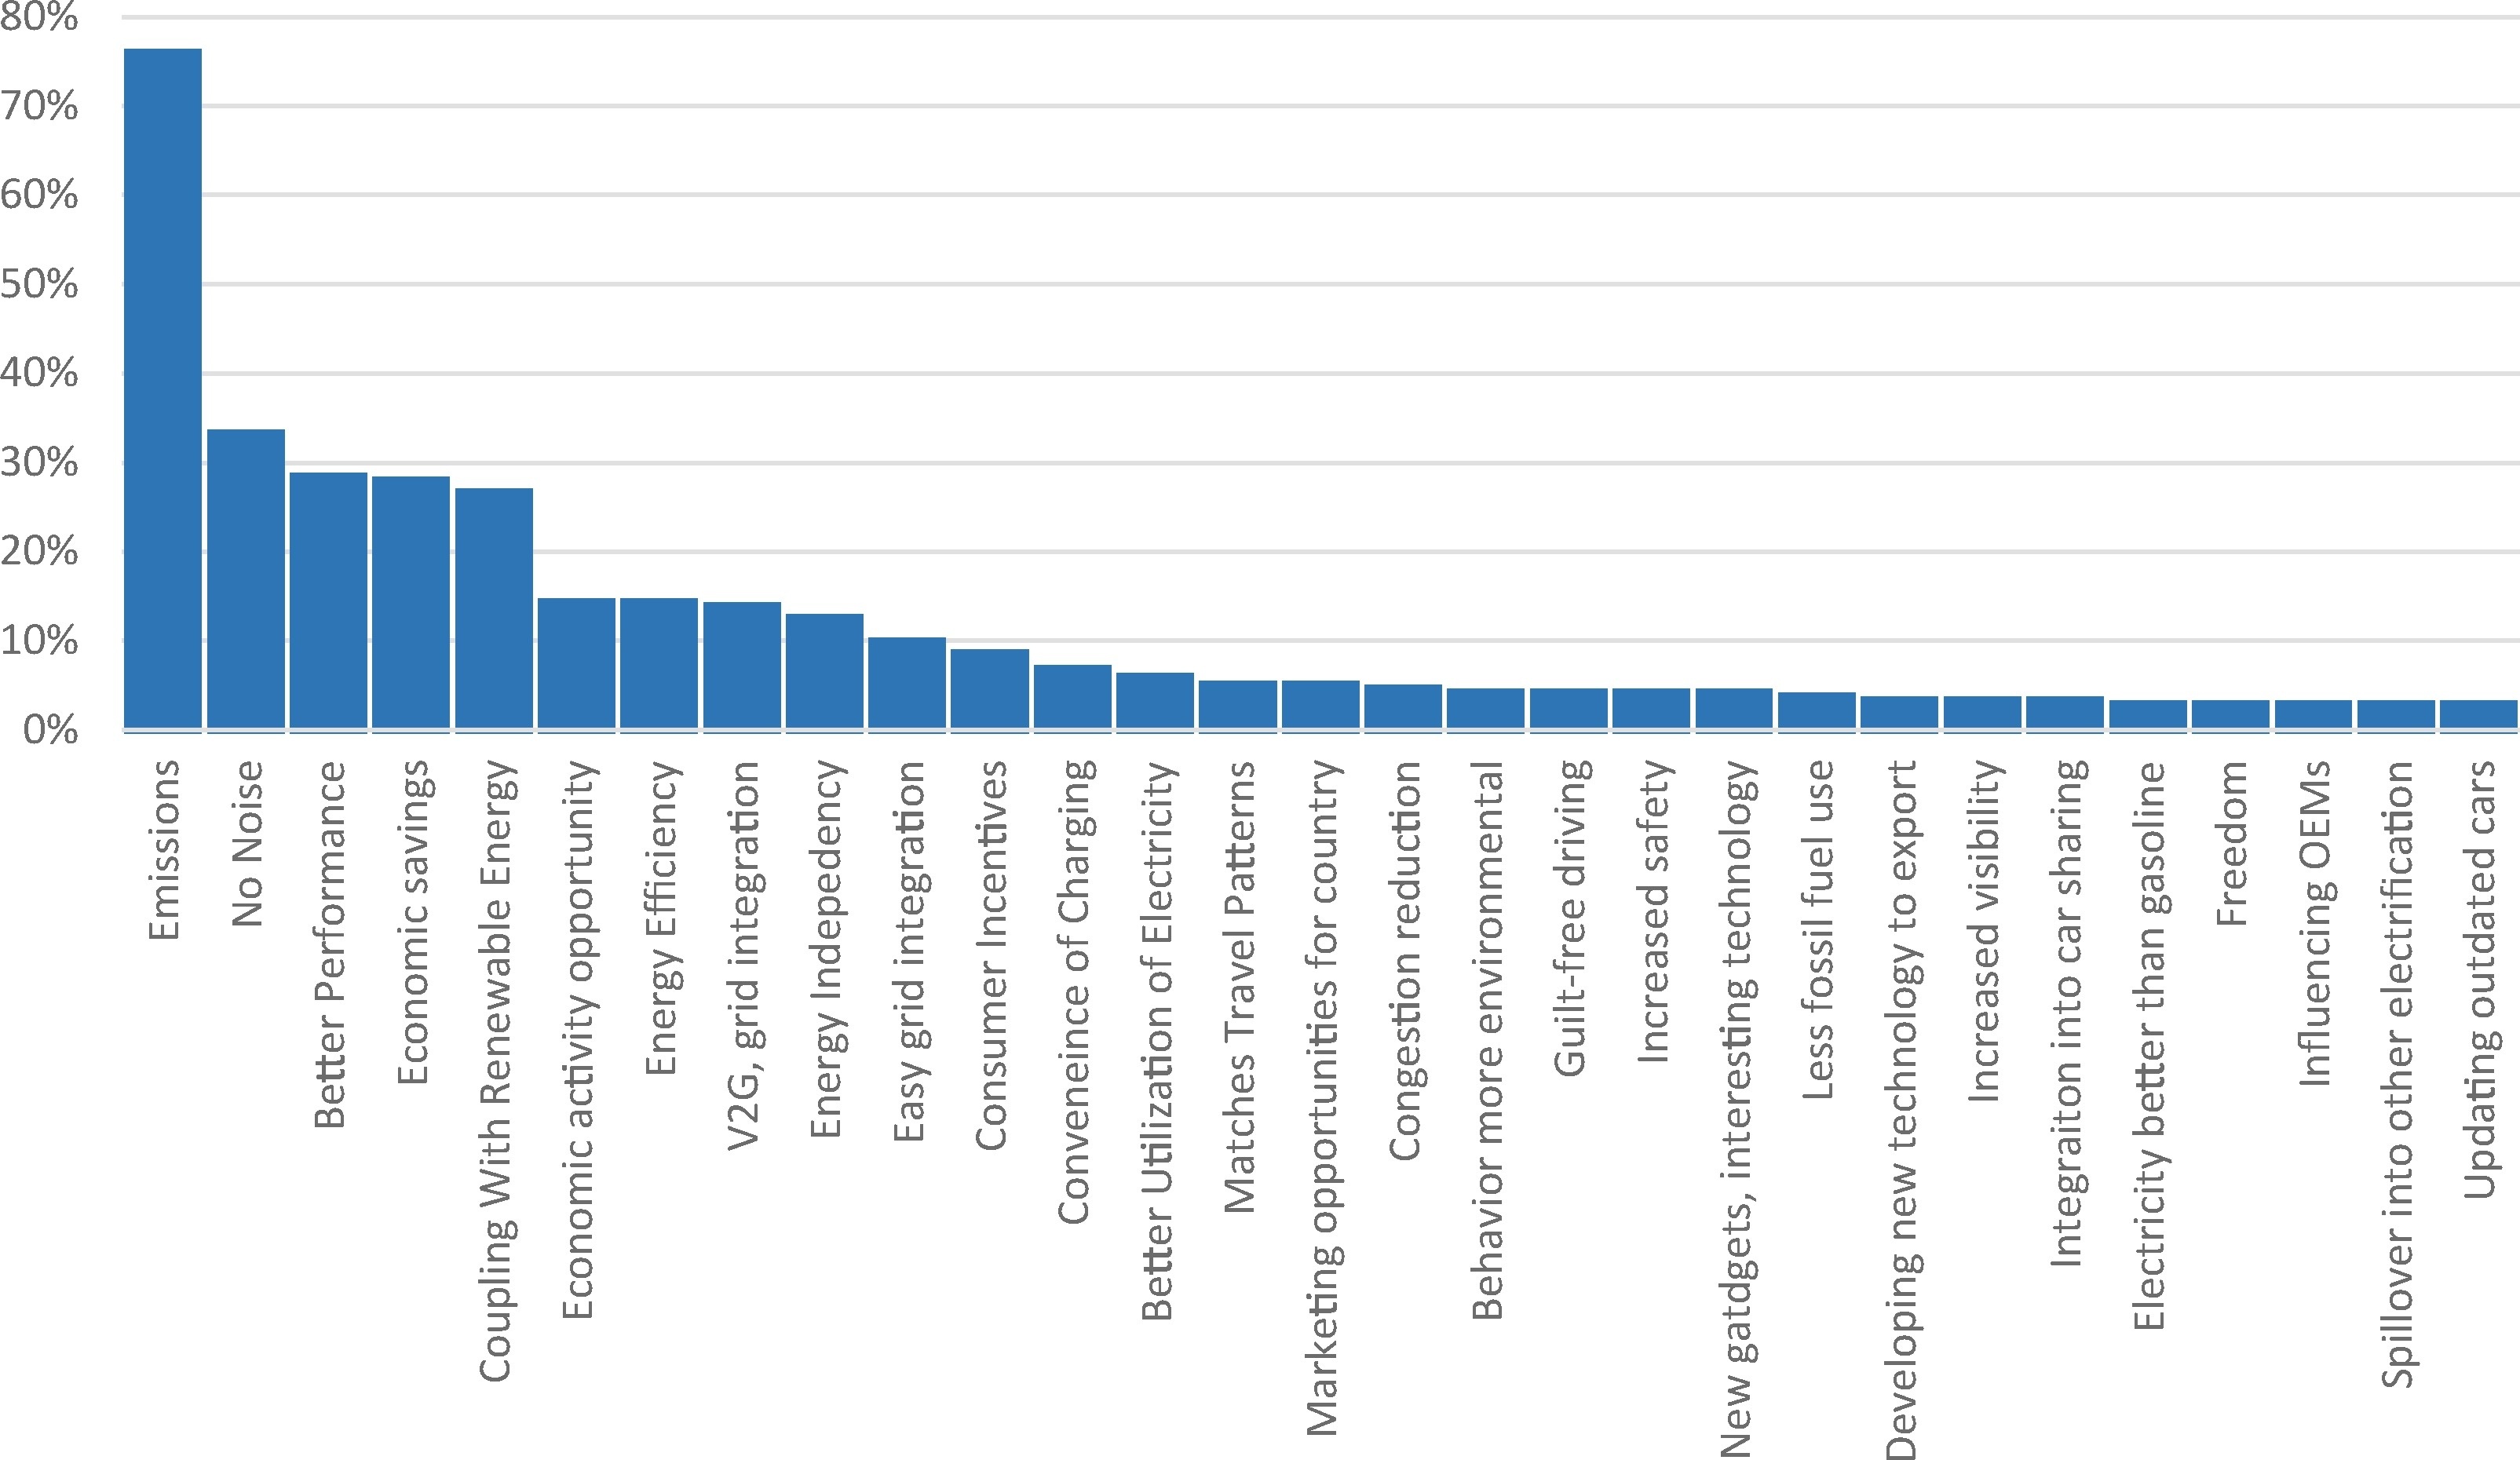 80%
70%
60%
50%
40%
30%
20%
10%
0%
Emissions
No Noise
Better Performance
Economic savings
Coupling With Renewable Energy
Economic activity opportunity
Energy Efficiency
V2G, grid integration
Energy Indepedency
Easy grid integration
Consumer Incentives
Conveneince of Charging
Better Utilization of Electricity
Matches Travel Patterns
Marketing opportunities for country
Congestion reduction
Behavior more environmental
Guilt-free driving
Increased safety
New gatdgets, interesting technology
Less fossil fuel use
Developing new technology to export
Increased visibility
Integraiton into car sharing
Electricity better than gasoline
Freedom
Influencing OEMs
Spillover into other electrification
Updating outdated cars